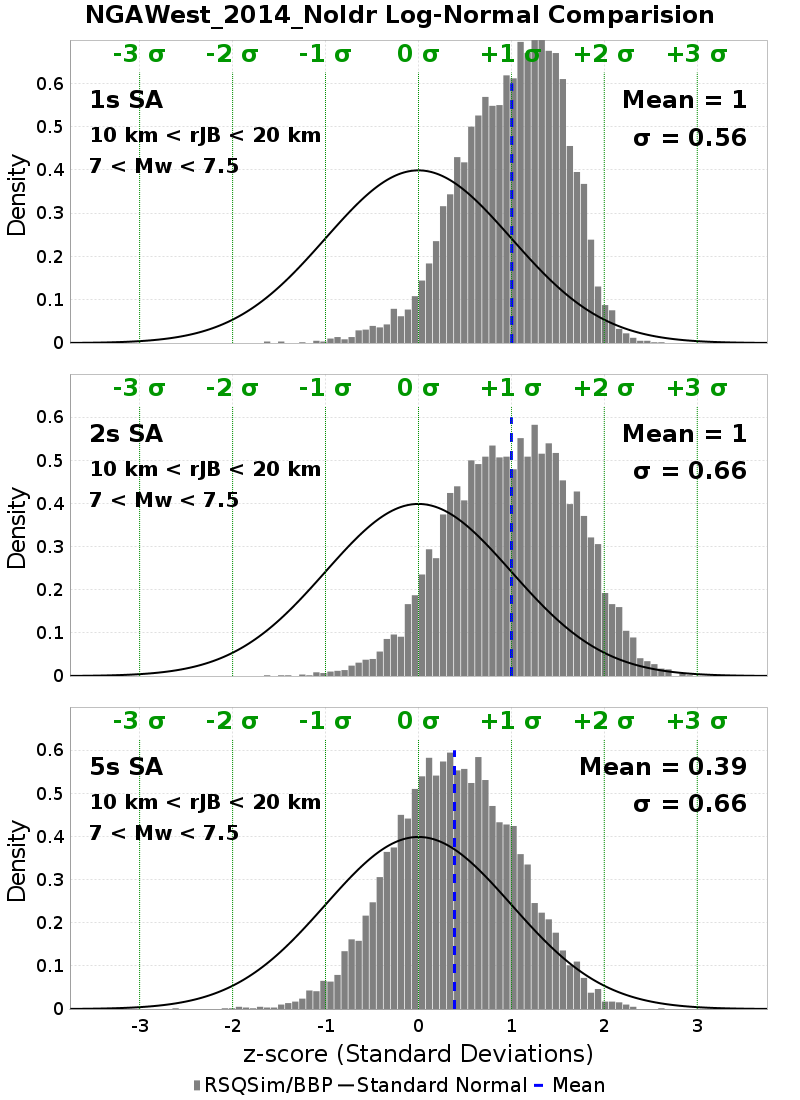 NGAWest_2014_NoIdr Log-Normal Comparision
-3 σ -2 σ -1 σ 0 σ +1 σ +2 σ +3 σ
1s SA
10 km < rJB < 20 km
7 < Mw < 7.5
Mean = 1
σ = 0.56
Density
0.6
0.5
0.4
0.3
0.2
0.1
0
-3 σ -2 σ -1 σ 0 σ +1 σ +2 σ +3 σ
2s SA
10 km < rJB < 20 km
7 < Mw < 7.5
Mean = 1
σ = 0.66
Density
0.6
0.5
0.4
0.3
0.2
0.1
0
-3 σ -2 σ -1 σ 0 σ +1 σ +2 σ +3 σ
5s SA
10 km < rJB < 20 km
7 < Mw < 7.5
Mean = 0.39
σ = 0.66
Density
0.6
0.5
0.4
0.3
0.2
0.1
0
-3 -2 -1 0 1 2 3
z-score (Standard Deviations)
RSQSim/BBP Standard Normal Mean